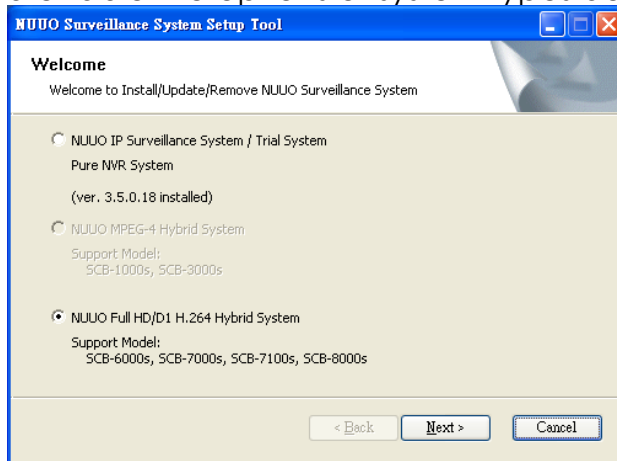 NUUO Surveillance System Setup Tool
Welcome
Welcome to Install/Update/Remove NUUO Surveillance System
NUUO IP Surveillance System / Trial System
Pure NVR System
(ver. 3.5.0.18 installed)
NUUO MPEG-4 Hybrid System
Support Model:
SCB-1000s, SCB-3000s
NUUO Full HD/D1 H.264 Hybrid System
Support Model:
SCB-6000s, SCB-7000s, SCB-7100s, SCB-8000s
< Back
Next >
Cancel